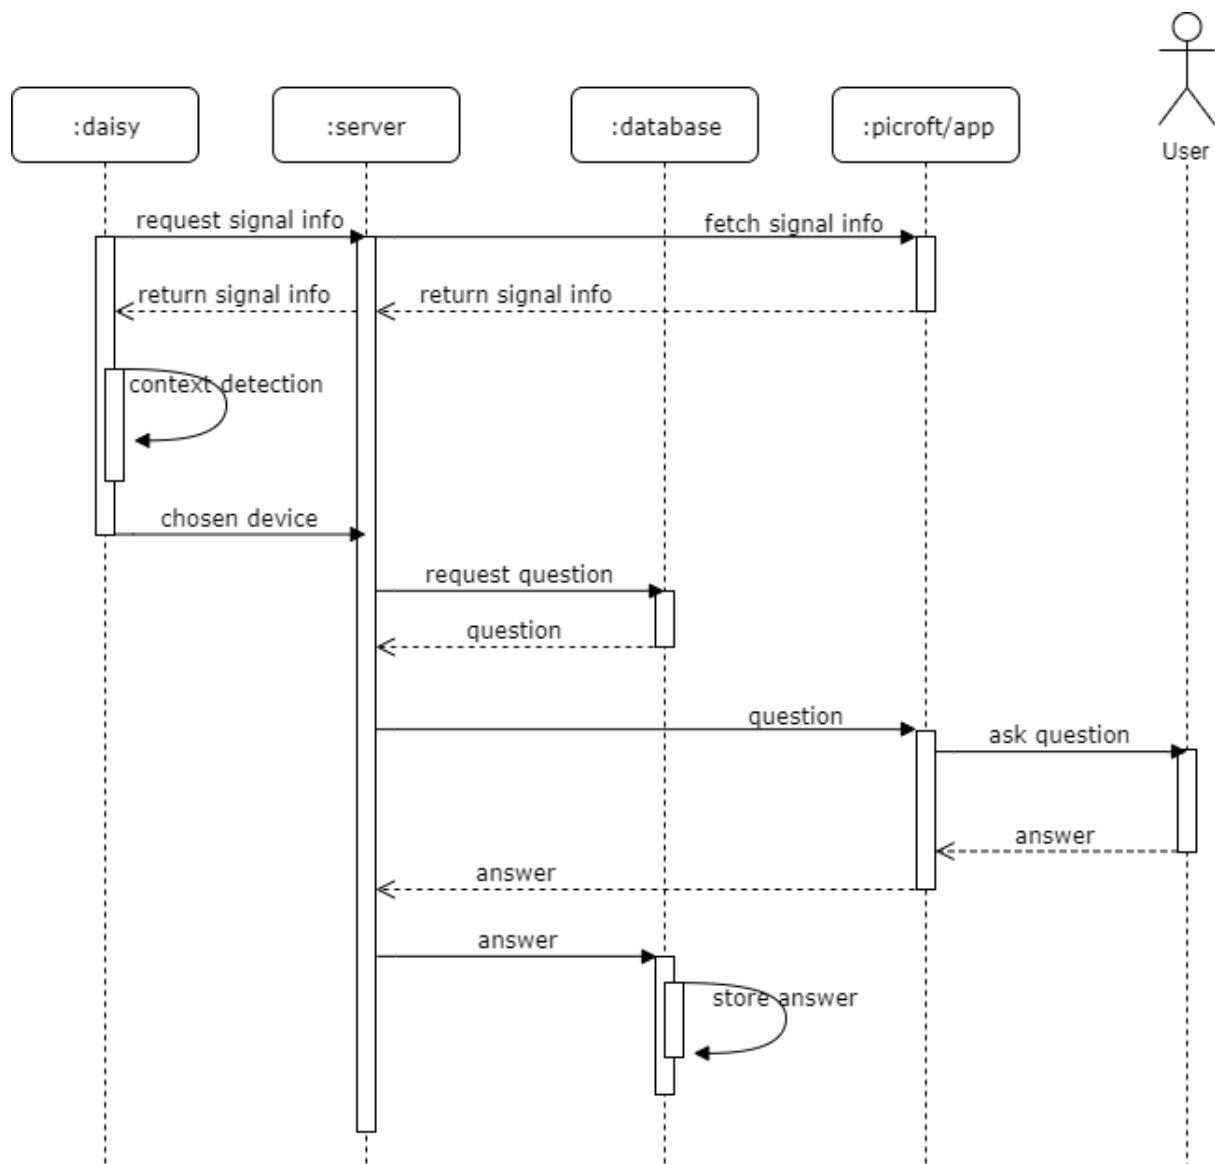 :daisy
:server
:database
:picroft/app
User
request signal info
fetch signal info
return signal info
return signal info
context detection
chosen device
request question
question
question
ask question
answer
answer
answer
store answer